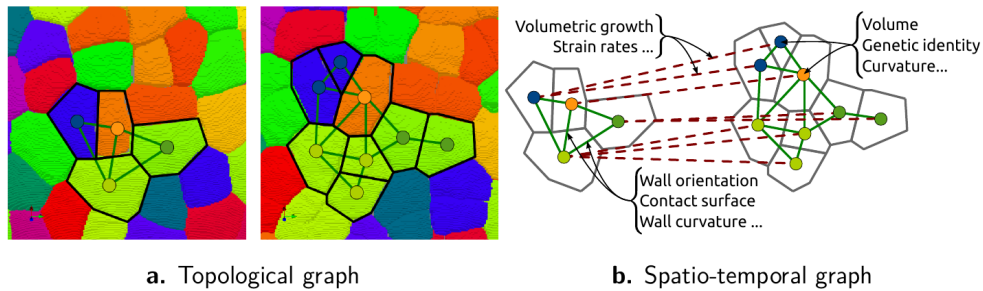 Volumetric growth
Strain rates ...
Volume
Genetic identity
Curvature...
Wall orientation
Contact surface
Wall curvature ...
a. Topological graph
b. Spatio-temporal graph